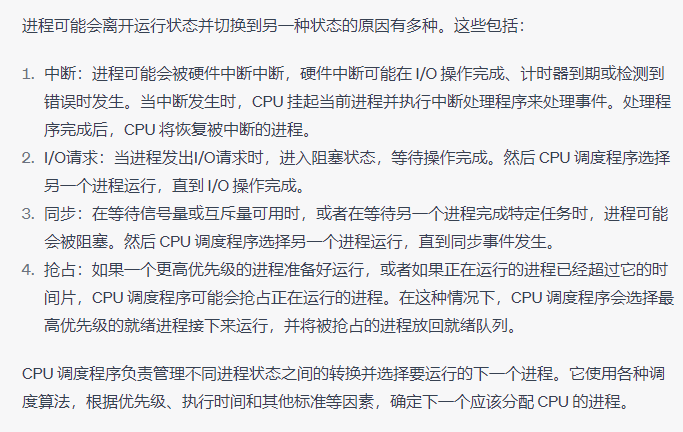 进程可能会离开运行状态并切换到另一种状态的原因有多种。这些包括：
1. 中断：进程可能会被硬件中断中断，硬件中断可能在 I/O 操作完成、计时器到期或检测到
错误时发生。当中断发生时，CPU 挂起当前进程并执行中断处理程序来处理事件。处理程
序完成后，CPU 将恢复被中断的进程。
2. I/O请求：当进程发出I/O请求时，进入阻塞状态，等待操作完成。然后 CPU 调度程序选择
另一个进程运行，直到 I/O 操作完成。
3. 同步：在等待信号量或互斥量可用时，或者在等待另一个进程完成特定任务时，进程可能
会被阻塞。然后 CPU 调度程序选择另一个进程运行，直到同步事件发生。
4. 抢占：如果一个更高优先级的进程准备好运行，或者如果正在运行的进程已经超过它的时
间片，CPU 调度程序可能会抢占正在运行的进程。在这种情况下，CPU 调度程序会选择最
高优先级的就绪进程接下来运行，并将被抢占的进程放回就绪队列。
CPU 调度程序负责管理不同进程状态之间的转换并选择要运行的下一个进程。它使用各种调
度算法，根据优先级、执行时间和其他标准等因素，确定下一个应该分配 CPU 的进程。